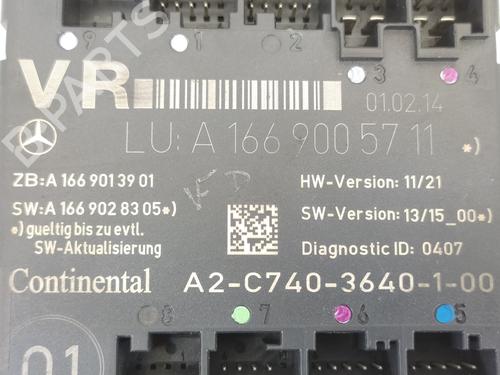 9 1 2
3 4
VR
01.02.14
LU: A 166 900 57 11 *)
ZB:A 166 901 39 01
HW-Version: 11/21
SW:A 166 902 83 05*)
SW-Version: 13/15_00*)
*) gueltig bis zu evtl.
SW-Aktualisierung
Diagnostic ID: 0407
Continental A2-C740-3640-1-00
8 7 6 5
01